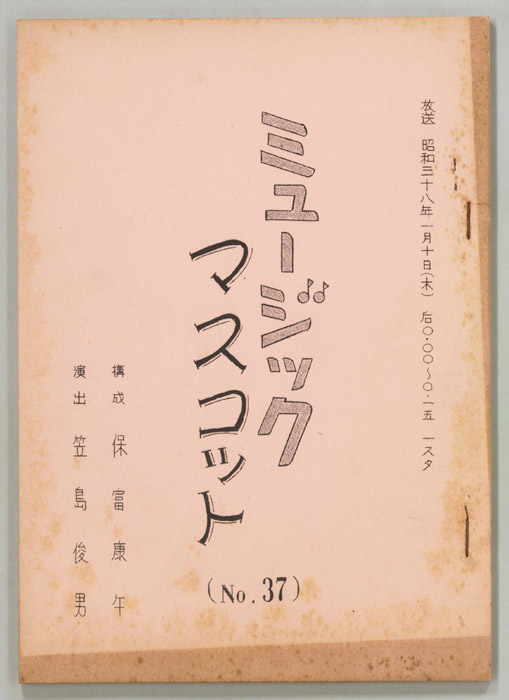 放送 昭和三十八年一月十日(木) 后〇・〇〇〜〇・一五 一スタ
ミュージック
マスコット
(No. 37)
構成 保富康午
演出 笠島俊男